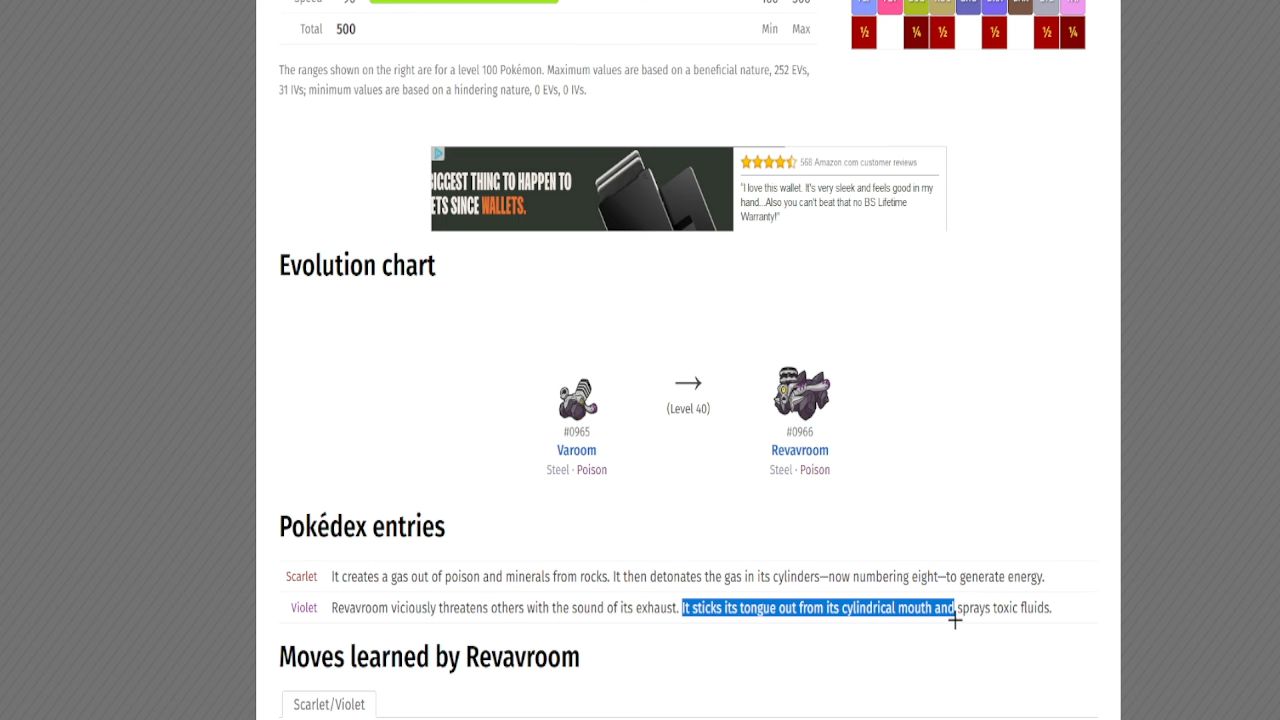 Total 500 Min Max
½ ¼ ½ ½ ½ ¼
The ranges shown on the right are for a level 100 Pokémon. Maximum values are based on a beneficial nature, 252 EVs,
31 IVs; minimum values are based on a hindering nature, 0 EVs, 0 IVs.
IGGEST THING TO HAPPEN TO
ETS SINCE WALLETS.
568 Amazon.com customer reviews
"I love this wallet. It's very sleek and feels good in my
hand...Also you can't beat that no BS Lifetime
Warranty!"
Evolution chart
→
(Level 40)
#0965
Varoom
Steel · Poison
#0966
Revavroom
Steel · Poison
Pokédex entries
Scarlet It creates a gas out of poison and minerals from rocks. It then detonates the gas in its cylinders—now numbering eight—to generate energy.
Violet Revavroom viciously threatens others with the sound of its exhaust. It sticks its tongue out from its cylindrical mouth and sprays toxic fluids.
Moves learned by Revavroom
Scarlet/Violet